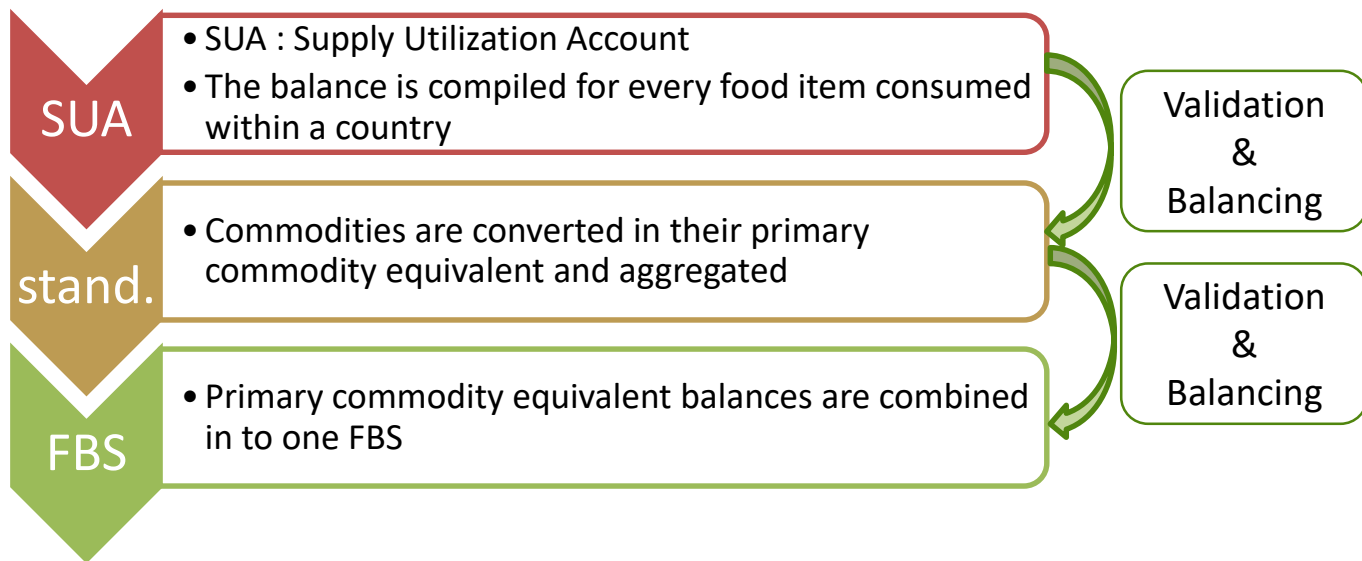 SUA
• SUA : Supply Utilization Account
• The balance is compiled for every food item consumed
within a country
Validation
&
Balancing
stand.
• Commodities are converted in their primary
commodity equivalent and aggregated
Validation
&
Balancing
FBS
• Primary commodity equivalent balances are combined
in to one FBS